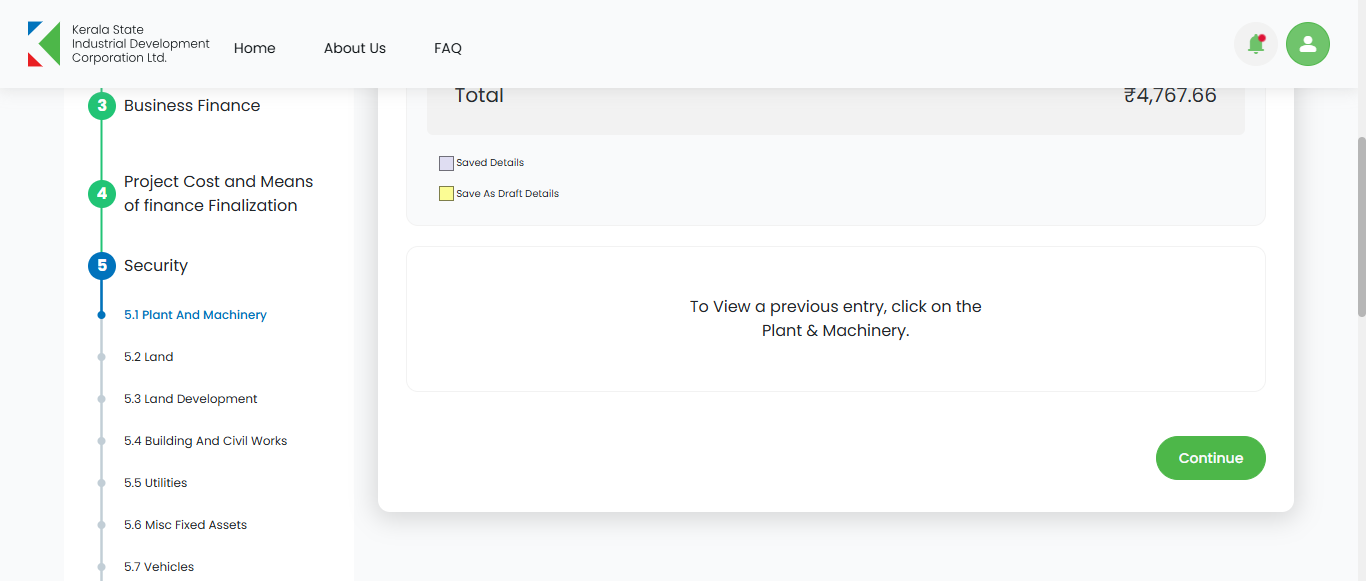 Kerala State
Industrial Development
Corporation Ltd.
Home
About Us
FAQ
3 Business Finance
4 Project Cost and Means
of finance Finalization
5 Security
5.1 Plant And Machinery
5.2 Land
5.3 Land Development
5.4 Building And Civil Works
5.5 Utilities
5.6 Misc Fixed Assets
5.7 Vehicles
Total ₹4,767.66
Saved Details
Save As Draft Details
To View a previous entry, click on the
Plant & Machinery.
Continue